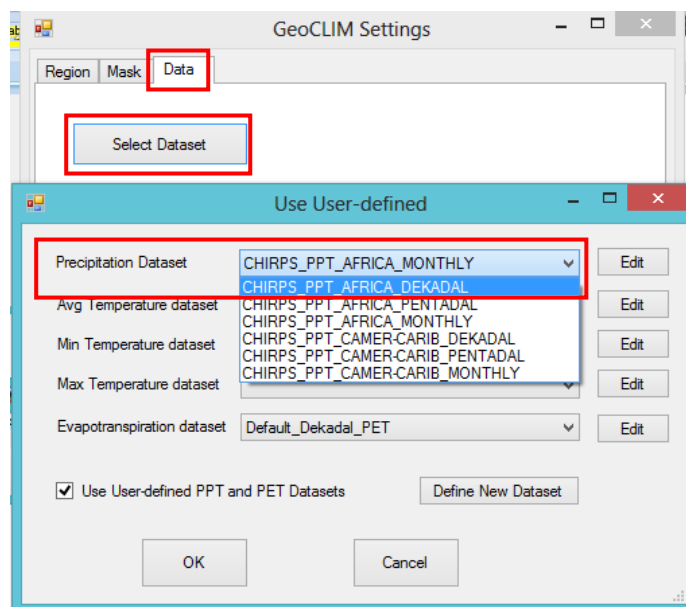 GeoCLIM Settings
Region Mask Data
Select Dataset
Use User-defined
Precipitation Dataset CHIRPS_PPT_AFRICA_MONTHLY Edit
CHIRPS_PPT_AFRICA_DEKADAL
Avg Temperature dataset CHIRPS_PPT_AFRICA_PENTADAL Edit
CHIRPS_PPT_AFRICA_MONTHLY
Min Temperature dataset CHIRPS_PPT_CAMER-CARIB_DEKADAL Edit
CHIRPS_PPT_CAMER-CARIB_PENTADAL
Max Temperature dataset CHIRPS_PPT_CAMER-CARIB_MONTHLY Edit
Evapotranspiration dataset Default_Dekadal_PET Edit
Use User-defined PPT and PET Datasets Define New Dataset
OK Cancel